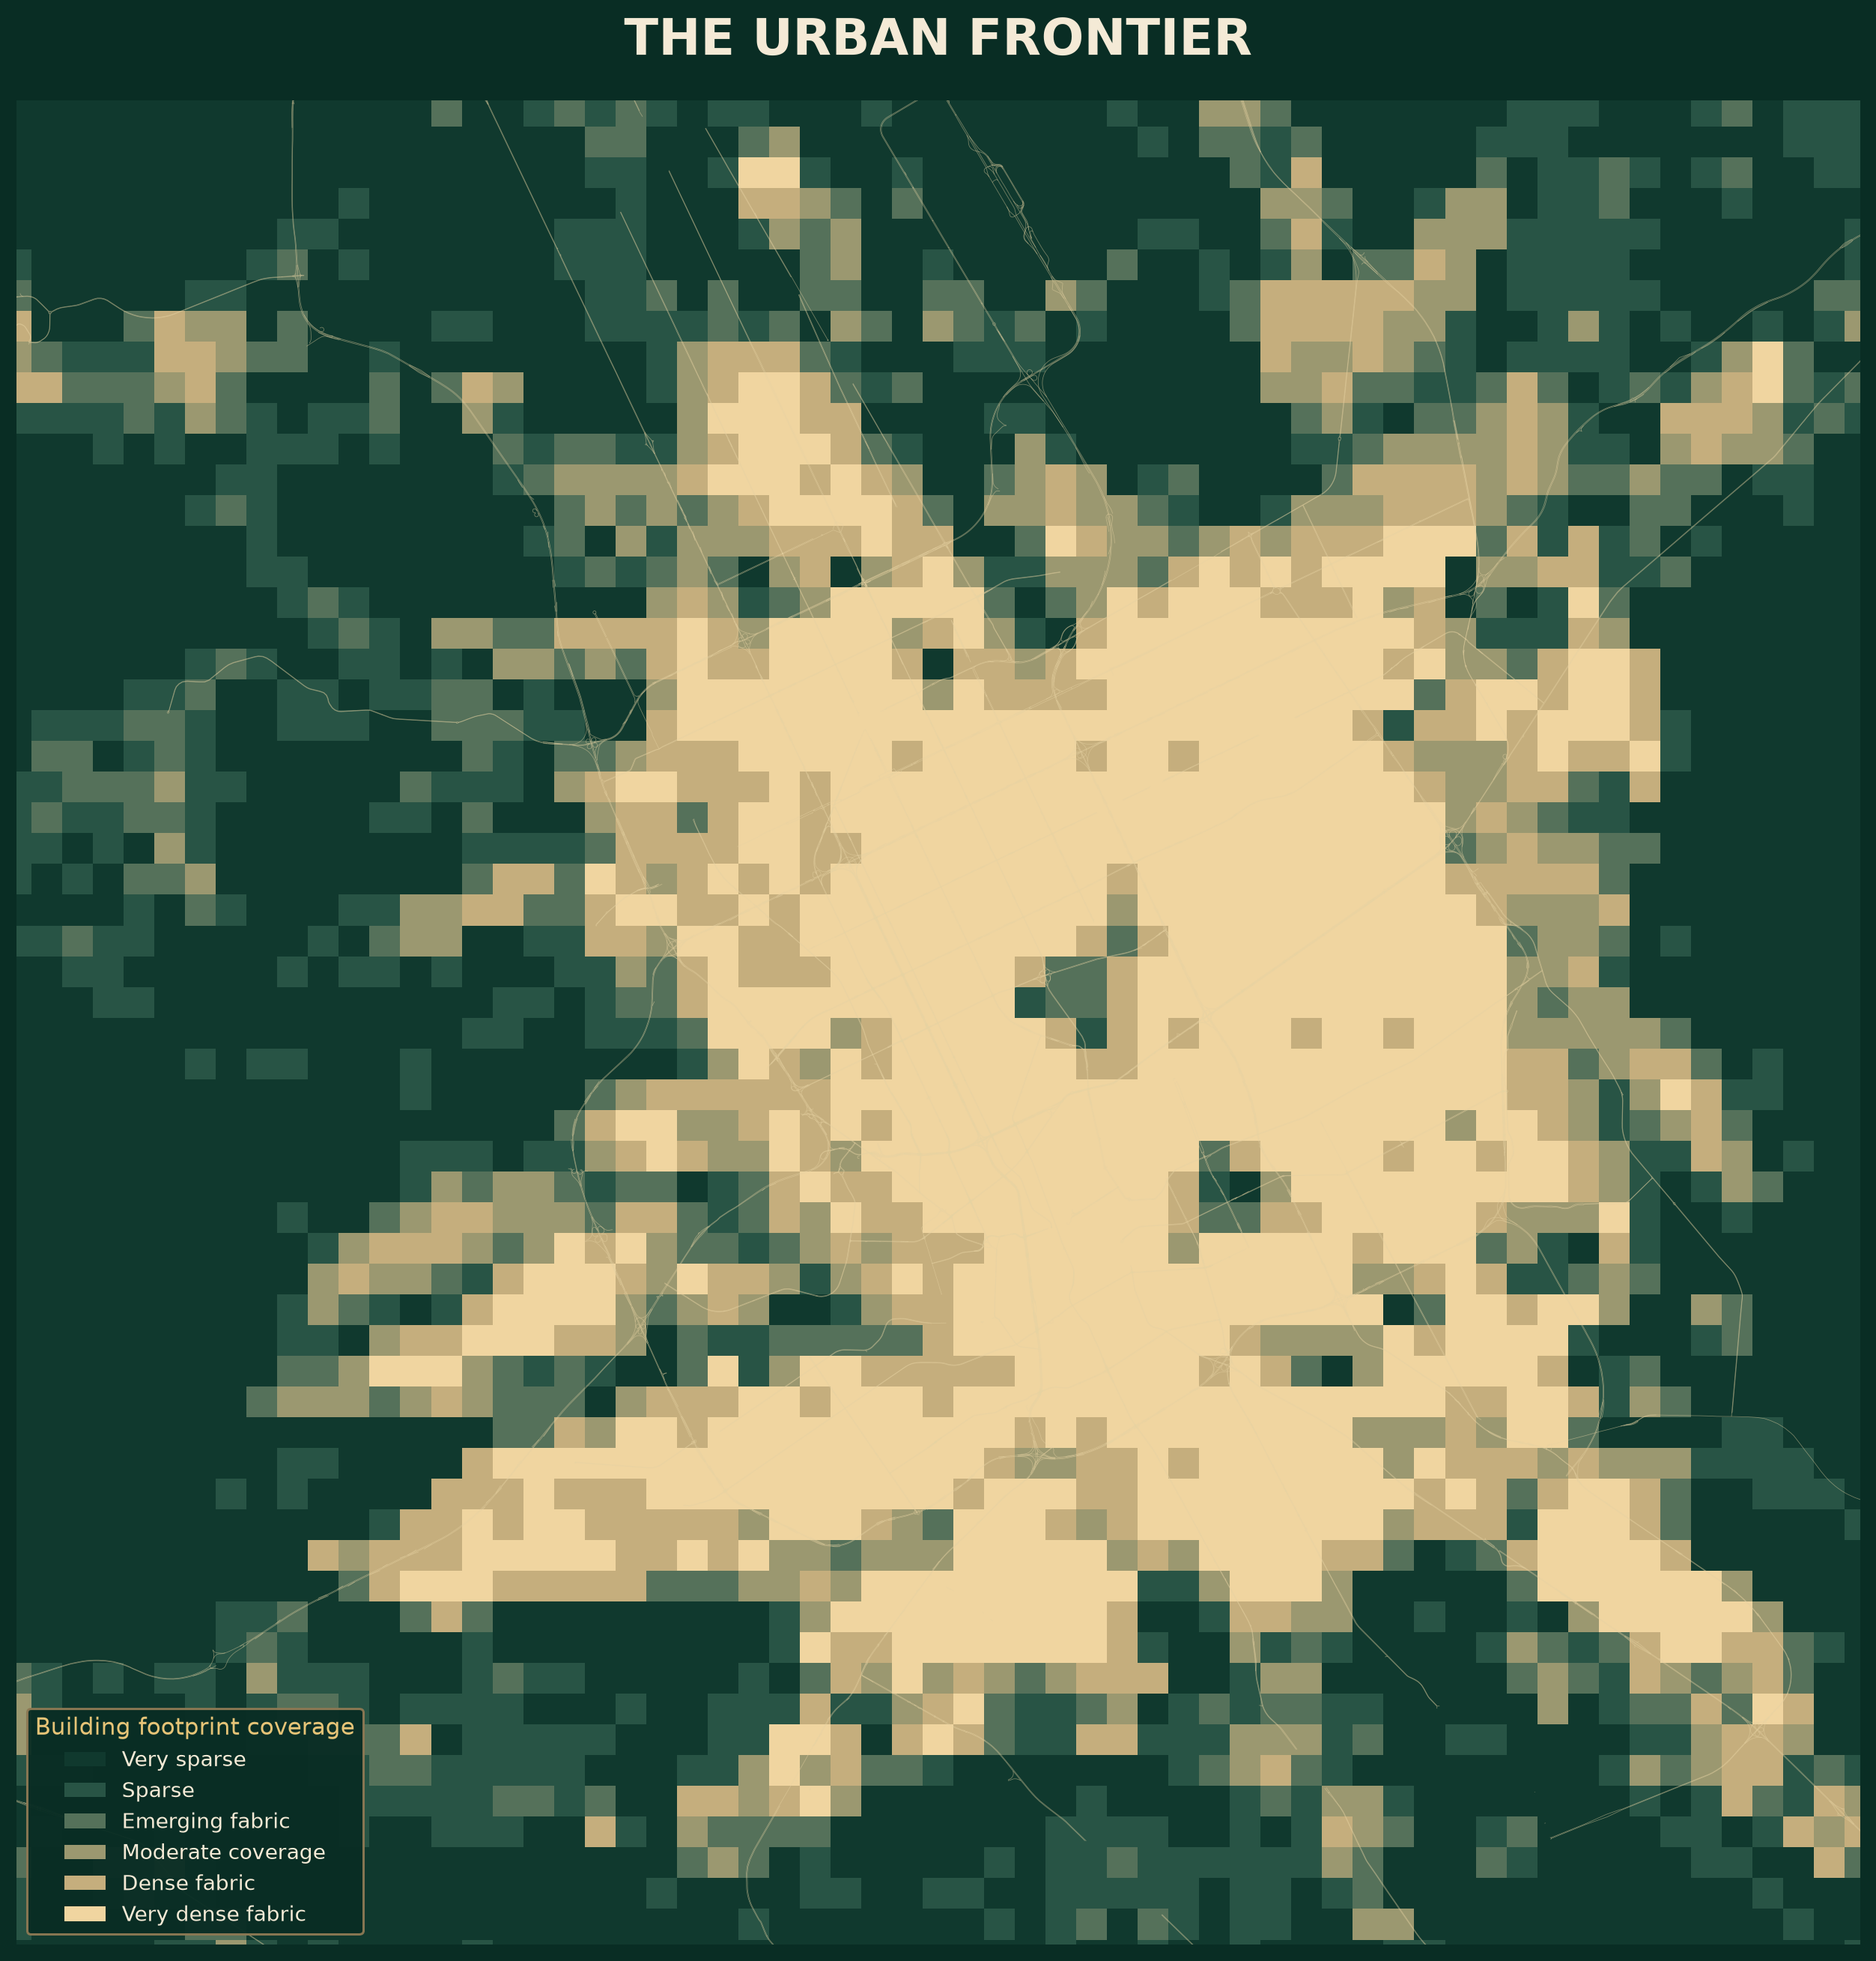 THE URBAN FRONTIER
Building footprint coverage
Very sparse
Sparse
Emerging fabric
Moderate coverage
Dense fabric
Very dense fabric